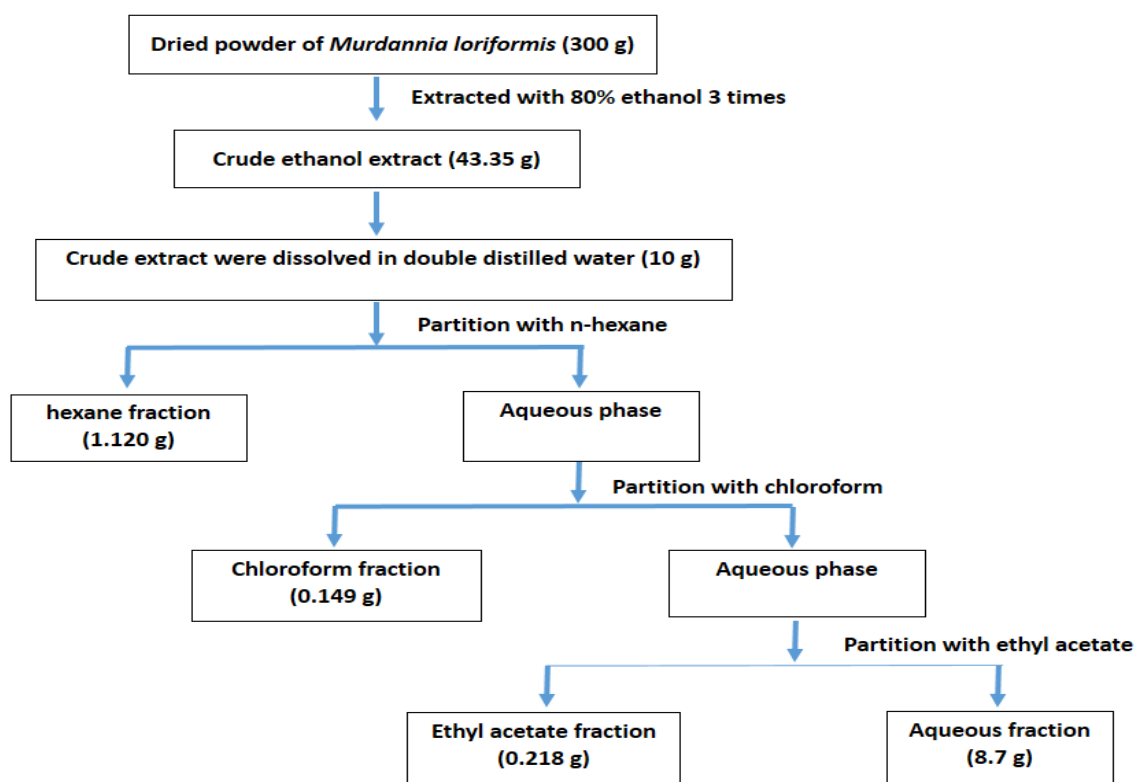 Dried powder of Murdannia loriformis (300 g)
Extracted with 80% ethanol 3 times
Crude ethanol extract (43.35 g)
Crude extract were dissolved in double distilled water (10 g)
Partition with n-hexane
hexane fraction
(1.120 g)
Aqueous phase
Partition with chloroform
Chloroform fraction
(0.149 g)
Aqueous phase
Partition with ethyl acetate
Ethyl acetate fraction
(0.218 g)
Aqueous fraction
(8.7 g)